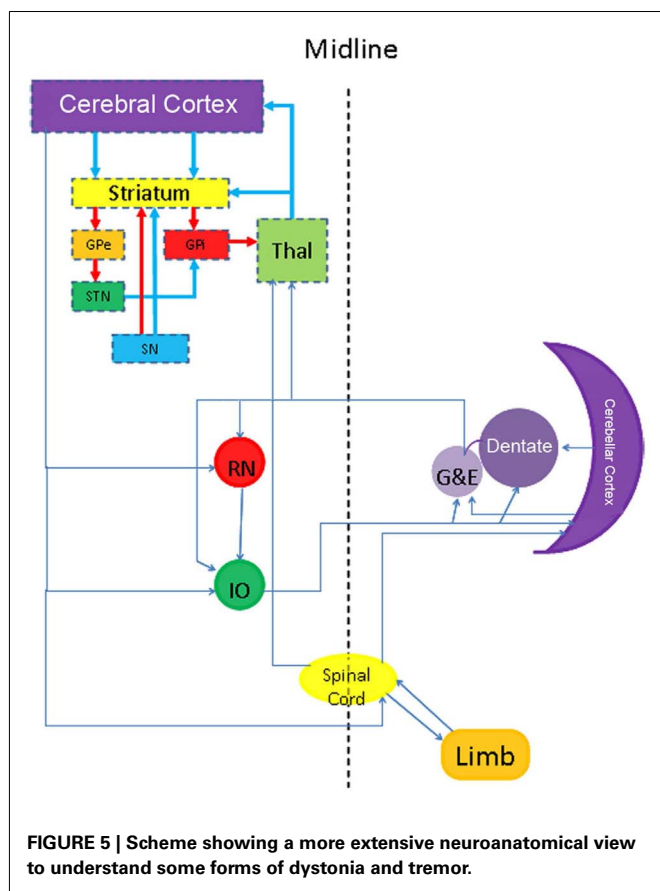 Midline
Cerebral Cortex
Striatum
GPe
GPi
Thal
STN
SN
Cerebellar Cortex
Dentate
G&E
RN
IO
Spinal
Cord
Limb
FIGURE 5 | Scheme showing a more extensive neuroanatomical view
to understand some forms of dystonia and tremor.